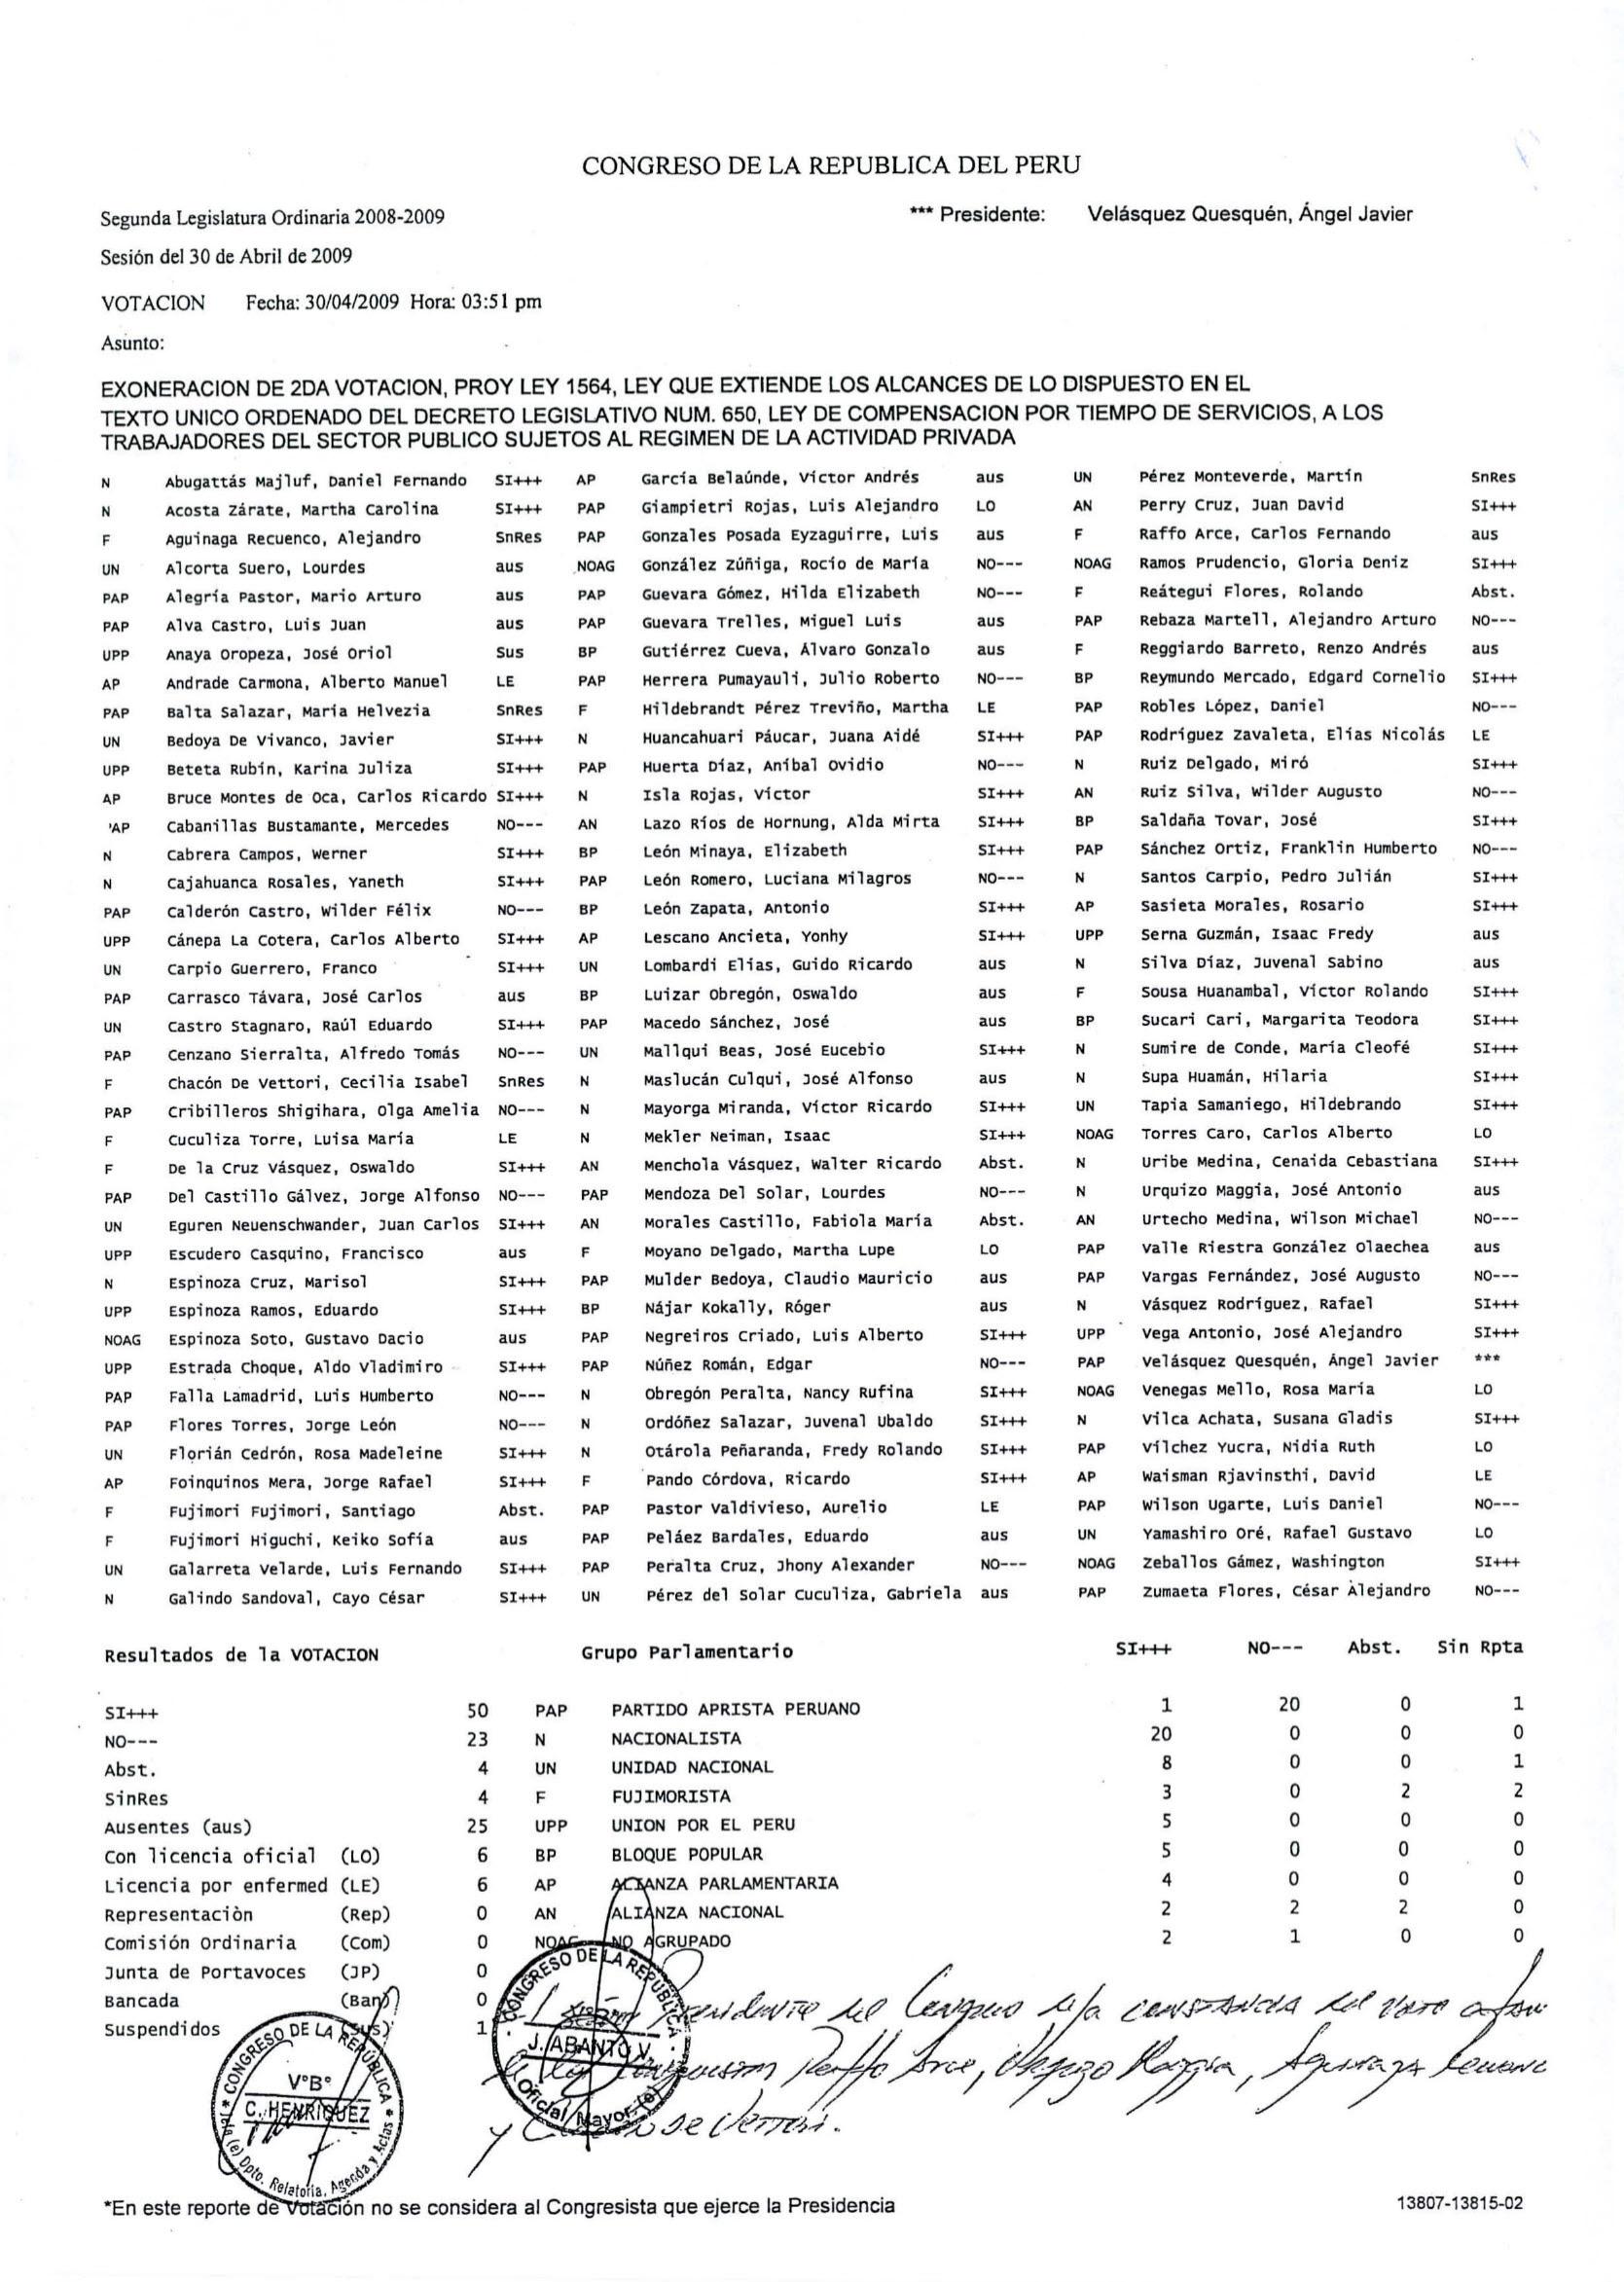 CONGRESO DE LA REPUBLICA DEL PERU
Segunda Legislatura Ordinaria 2008-2009 *** Presidente: Velásquez Quesquén, Ángel Javier
Sesión del 30 de Abril de 2009
VOTACION Fecha: 30/04/2009 Hora: 03:51 pm
Asunto:
EXONERACION DE 2DA VOTACION, PROY LEY 1564, LEY QUE EXTIENDE LOS ALCANCES DE LO DISPUESTO EN EL
TEXTO UNICO ORDENADO DEL DECRETO LEGISLATIVO NUM. 650, LEY DE COMPENSACION POR TIEMPO DE SERVICIOS, A LOS
TRABAJADORES DEL SECTOR PUBLICO SUJETOS AL REGIMEN DE LA ACTIVIDAD PRIVADA
N Abugattás Majluf, Daniel Fernando SI+++ AP García Belaúnde, Víctor Andrés aus UN Pérez Monteverde, Martín SnRes
N Acosta Zárate, Martha Carolina SI+++ PAP Giampietri Rojas, Luis Alejandro LO AN Perry Cruz, Juan David SI+++
F Aguinaga Recuenco, Alejandro SnRes PAP Gonzales Posada Eyzaguirre, Luis aus F Raffo Arce, Carlos Fernando aus
UN Alcorta Suero, Lourdes aus NOAG González Zúñiga, Rocío de María NO--- NOAG Ramos Prudencio, Gloria Deniz SI+++
PAP Alegría Pastor, Mario Arturo aus PAP Guevara Gómez, Hilda Elizabeth NO--- F Reátegui Flores, Rolando Abst.
PAP Alva Castro, Luis Juan aus PAP Guevara Trelles, Miguel Luis aus PAP Rebaza Martell, Alejandro Arturo NO---
UPP Anaya Oropeza, José Oriol Sus BP Gutiérrez Cueva, Álvaro Gonzalo aus F Reggiardo Barreto, Renzo Andrés aus
AP Andrade Carmona, Alberto Manuel LE PAP Herrera Pumayauli, Julio Roberto NO--- BP Reymundo Mercado, Edgard Cornelio SI+++
PAP Balta Salazar, María Helvezia SnRes F Hildebrandt Pérez Treviño, Martha LE PAP Robles López, Daniel NO---
UN Bedoya De Vivanco, Javier SI+++ N Huancahuari Páucar, Juana Aidé SI+++ PAP Rodríguez Zavaleta, Elías Nicolás LE
UPP Beteta Rubín, Karina Juliza SI+++ PAP Huerta Díaz, Aníbal Ovidio NO--- N Ruiz Delgado, Miró SI+++
AP Bruce Montes de Oca, Carlos Ricardo SI+++ N Isla Rojas, Víctor SI+++ AN Ruiz Silva, Wilder Augusto NO---
'AP Cabanillas Bustamante, Mercedes NO--- AN Lazo Ríos de Hornung, Alda Mirta SI+++ BP Saldaña Tovar, José SI+++
N Cabrera Campos, Werner SI+++ BP León Minaya, Elizabeth SI+++ PAP Sánchez Ortiz, Franklin Humberto NO---
N Cajahuanca Rosales, Yaneth SI+++ PAP León Romero, Luciana Milagros NO--- N Santos Carpio, Pedro Julián SI+++
PAP Calderón Castro, Wilder Félix NO--- BP León Zapata, Antonio SI+++ AP Sasieta Morales, Rosario SI+++
UPP Cánepa La Cotera, Carlos Alberto SI+++ AP Lescano Ancieta, Yonhy SI+++ UPP Serna Guzmán, Isaac Fredy aus
UN Carpio Guerrero, Franco SI+++ UN Lombardi Elías, Guido Ricardo aus N Silva Díaz, Juvenal Sabino aus
PAP Carrasco Távara, José Carlos aus BP Luizar Obregón, Oswaldo aus F Sousa Huanambal, Víctor Rolando SI+++
UN Castro Stagnaro, Raúl Eduardo SI+++ PAP Macedo Sánchez, José aus BP Sucari Cari, Margarita Teodora SI+++
PAP Cenzano Sierralta, Alfredo Tomás NO--- UN Mallqui Beas, José Eucebio SI+++ N Sumire de Conde, María Cleofé SI+++
F Chacón De Vettori, Cecilia Isabel SnRes N Maslucán Culqui, José Alfonso aus N Supa Huamán, Hilaria SI+++
PAP Cribilleros Shigihara, Olga Amelia NO--- N Mayorga Miranda, Víctor Ricardo SI+++ UN Tapia Samaniego, Hildebrando SI+++
F Cuculiza Torre, Luisa María LE N Mekler Neiman, Isaac SI+++ NOAG Torres Caro, Carlos Alberto LO
F De la Cruz Vásquez, Oswaldo SI+++ AN Menchola Vásquez, Walter Ricardo Abst. N Uribe Medina, Cenaida Cebastiana SI+++
PAP Del Castillo Gálvez, Jorge Alfonso NO--- PAP Mendoza Del Solar, Lourdes NO--- N Urquizo Maggia, José Antonio aus
UN Eguren Neuenschwander, Juan Carlos SI+++ AN Morales Castillo, Fabiola María Abst. AN Urtecho Medina, Wilson Michael NO---
UPP Escudero Casquino, Francisco aus F Moyano Delgado, Martha Lupe LO PAP Valle Riestra González Olaechea aus
N Espinoza Cruz, Marisol SI+++ PAP Mulder Bedoya, Claudio Mauricio aus PAP Vargas Fernández, José Augusto NO---
UPP Espinoza Ramos, Eduardo SI+++ BP Nájar Kokally, Róger aus N Vásquez Rodríguez, Rafael SI+++
NOAG Espinoza Soto, Gustavo Dacio aus PAP Negreiros Criado, Luis Alberto SI+++ UPP Vega Antonio, José Alejandro SI+++
UPP Estrada Choque, Aldo Vladimiro SI+++ PAP Núñez Román, Edgar NO--- PAP Velásquez Quesquén, Ángel Javier ***
PAP Falla Lamadrid, Luis Humberto NO--- N Obregón Peralta, Nancy Rufina SI+++ NOAG Venegas Mello, Rosa María LO
PAP Flores Torres, Jorge León NO--- N Ordóñez Salazar, Juvenal Ubaldo SI+++ N Vilca Achata, Susana Gladis SI+++
UN Florián Cedrón, Rosa Madeleine SI+++ N Otárola Peñaranda, Fredy Rolando SI+++ PAP Vílchez Yucra, Nidia Ruth LO
AP Foinquinos Mera, Jorge Rafael SI+++ F Pando Córdova, Ricardo SI+++ AP Waisman Rjavinsthi, David LE
F Fujimori Fujimori, Santiago Abst. PAP Pastor Valdivieso, Aurelio LE PAP Wilson Ugarte, Luis Daniel NO---
F Fujimori Higuchi, Keiko Sofía aus PAP Peláez Bardales, Eduardo aus UN Yamashiro Oré, Rafael Gustavo LO
UN Galarreta Velarde, Luis Fernando SI+++ PAP Peralta Cruz, Jhony Alexander NO--- NOAG Zeballos Gámez, Washington SI+++
N Galindo Sandoval, Cayo César SI+++ UN Pérez del Solar Cuculiza, Gabriela aus PAP Zumaeta Flores, César Alejandro NO---
Resultados de la VOTACION Grupo Parlamentario SI+++ NO--- Abst. Sin Rpta
SI+++ 50 PAP PARTIDO APRISTA PERUANO 1 20 0 1
NO--- 23 N NACIONALISTA 20 0 0 0
Abst. 4 UN UNIDAD NACIONAL 8 0 0 1
SinRes 4 F FUJIMORISTA 3 0 2 2
Ausentes (aus) 25 UPP UNION POR EL PERU 5 0 0 0
Con licencia oficial (LO) 6 BP BLOQUE POPULAR 5 0 0 0
Licencia por enfermed (LE) 6 AP ALIANZA PARLAMENTARIA 4 0 0 0
Representaciòn (Rep) 0 AN ALIANZA NACIONAL 2 2 2 0
Comisión Ordinaria (Com) 0 NOAG NO AGRUPADO 2 1 0 0
Junta de Portavoces (JP) 0
Bancada (Ban) 0
Suspendidos (Sus) 1
Presidente del Congreso deja constancia del voto
Raffo Arce, Urquizo Maggia, Aguinaga
y Chacón De Vettori.
CONGRESO DE LA REPÚBLICA
J. ABANTO V.
Oficial Mayor (e)
CONGRESO DE LA REPÚBLICA
V°B°
C. HENRIQUEZ
Jefe (e) Dpto. Relatoría, Agenda y Actas
*En este reporte de Votación no se considera al Congresista que ejerce la Presidencia 13807-13815-02